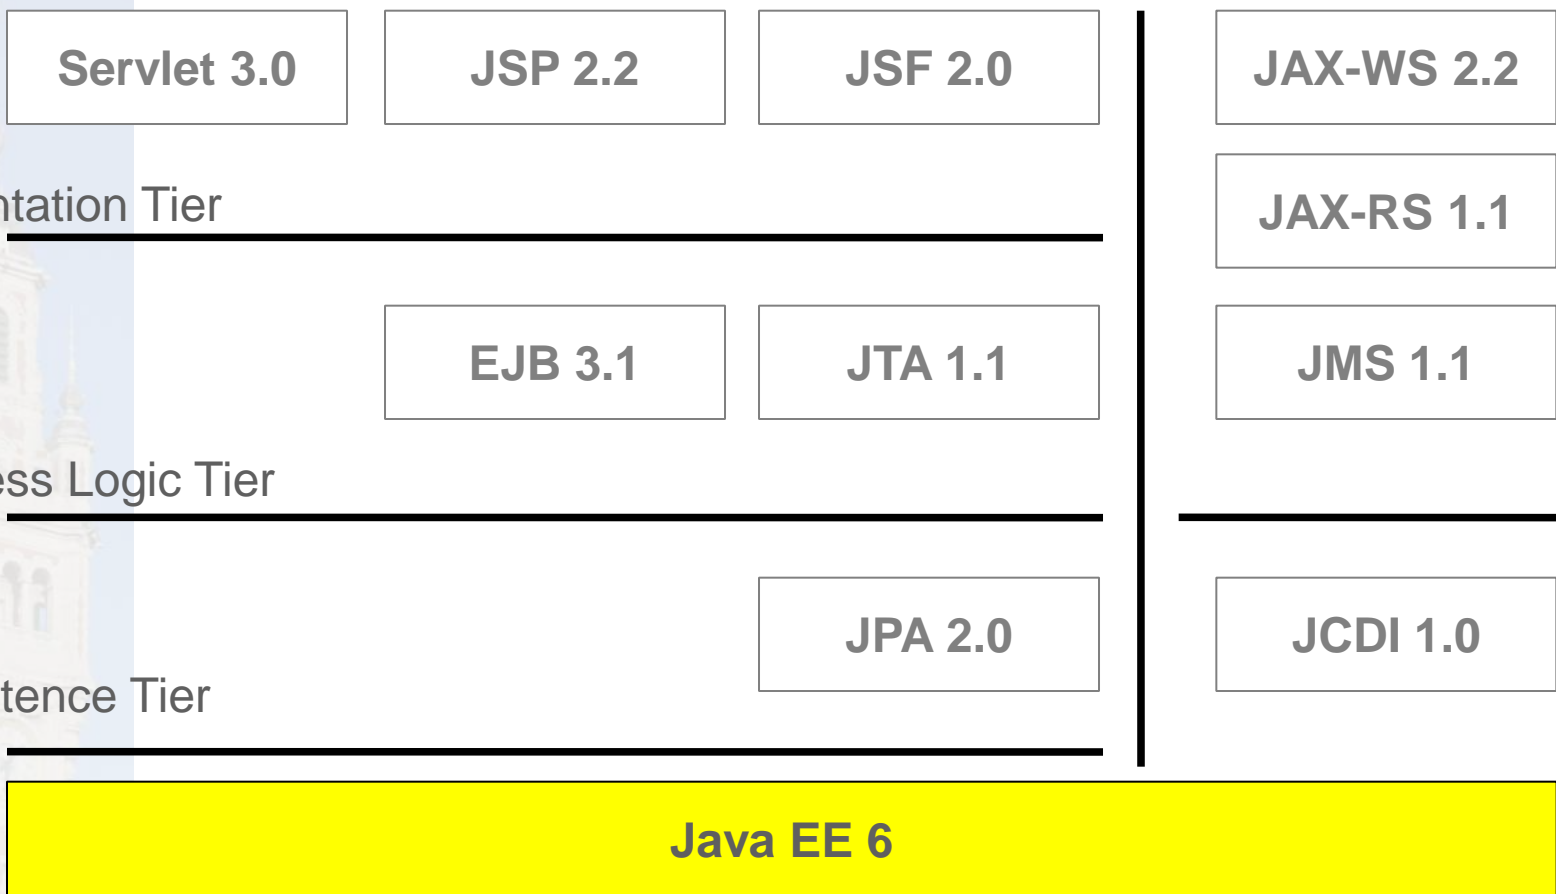 Servlet 3.0
JSP 2.2
JSF 2.0
JAX-WS 2.2
JAX-RS 1.1
ntation Tier
EJB 3.1
JTA 1.1
JMS 1.1
ess Logic Tier
JPA 2.0
JCDI 1.0
tence Tier
Java EE 6